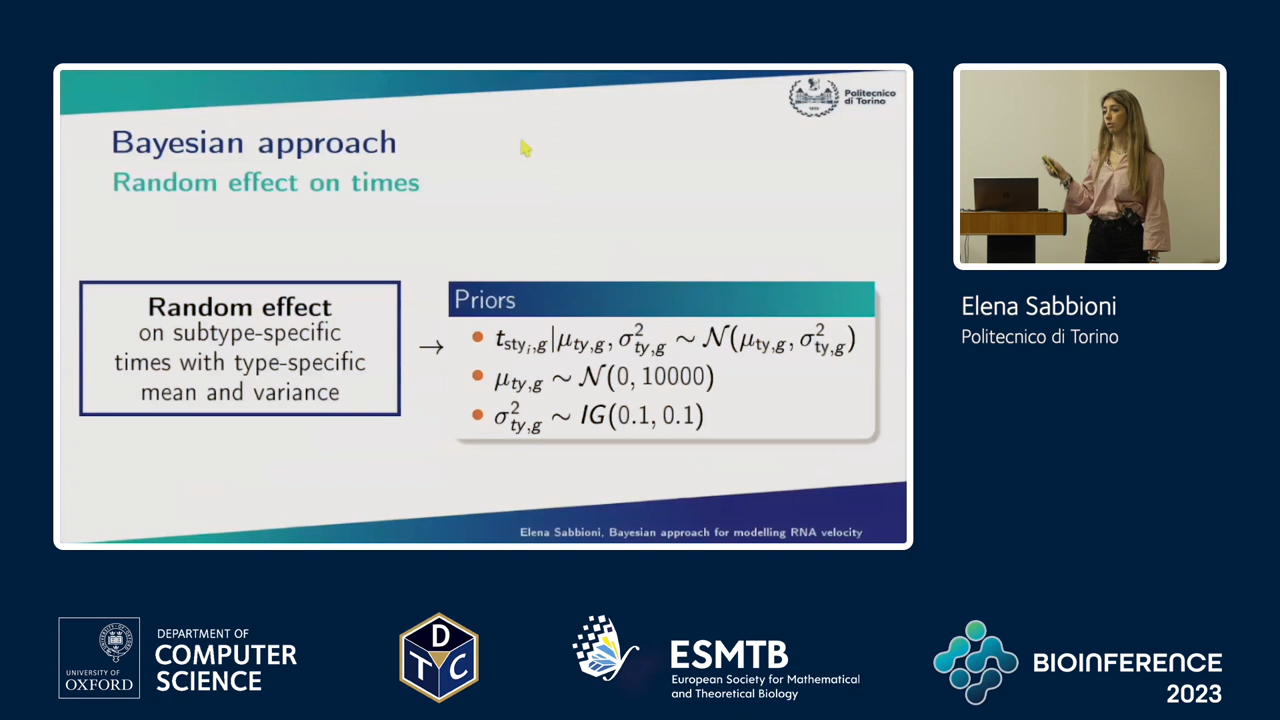 Politecnico
di Torino
Bayesian approach
Random effect on times
Random effect
on subtype-specific
times with type-specific
mean and variance
→
Priors
• t_{sty_i,g}|μ_{ty,g}, σ²_{ty,g} ∼ N(μ_{ty,g}, σ²_{ty,g})
• μ_{ty,g} ∼ N(0, 10000)
• σ²_{ty,g} ∼ IG(0.1, 0.1)
Elena Sabbioni, Bayesian approach for modelling RNA velocity
Elena Sabbioni
Politecnico di Torino
UNIVERSITY OF
OXFORD
DEPARTMENT OF
COMPUTER
SCIENCE
D
T C
ESMTB
European Society for Mathematical
and Theoretical Biology
BIOINFERENCE
2023